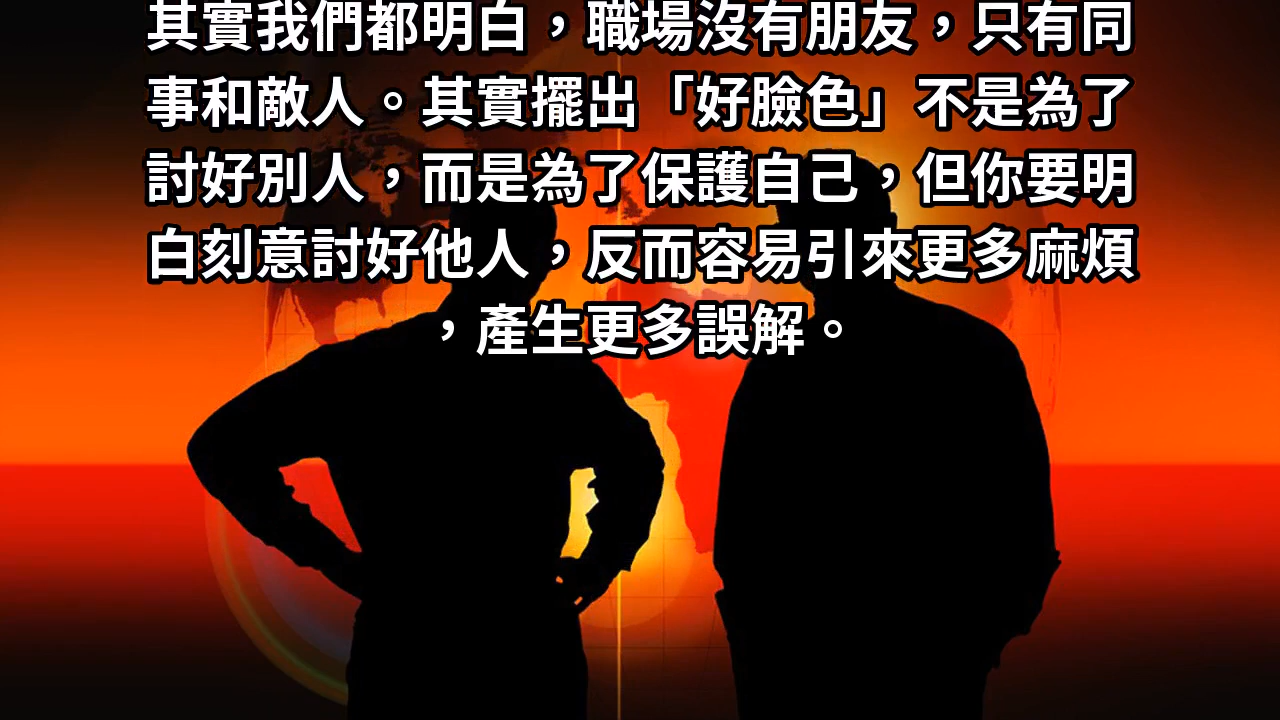 其實我們都明白，職場沒有朋友，只有同
事和敵人。其實擺出「好臉色」不是為了
討好別人，而是為了保護自己，但你要明
白刻意討好他人，反而容易引來更多麻煩
，產生更多誤解。